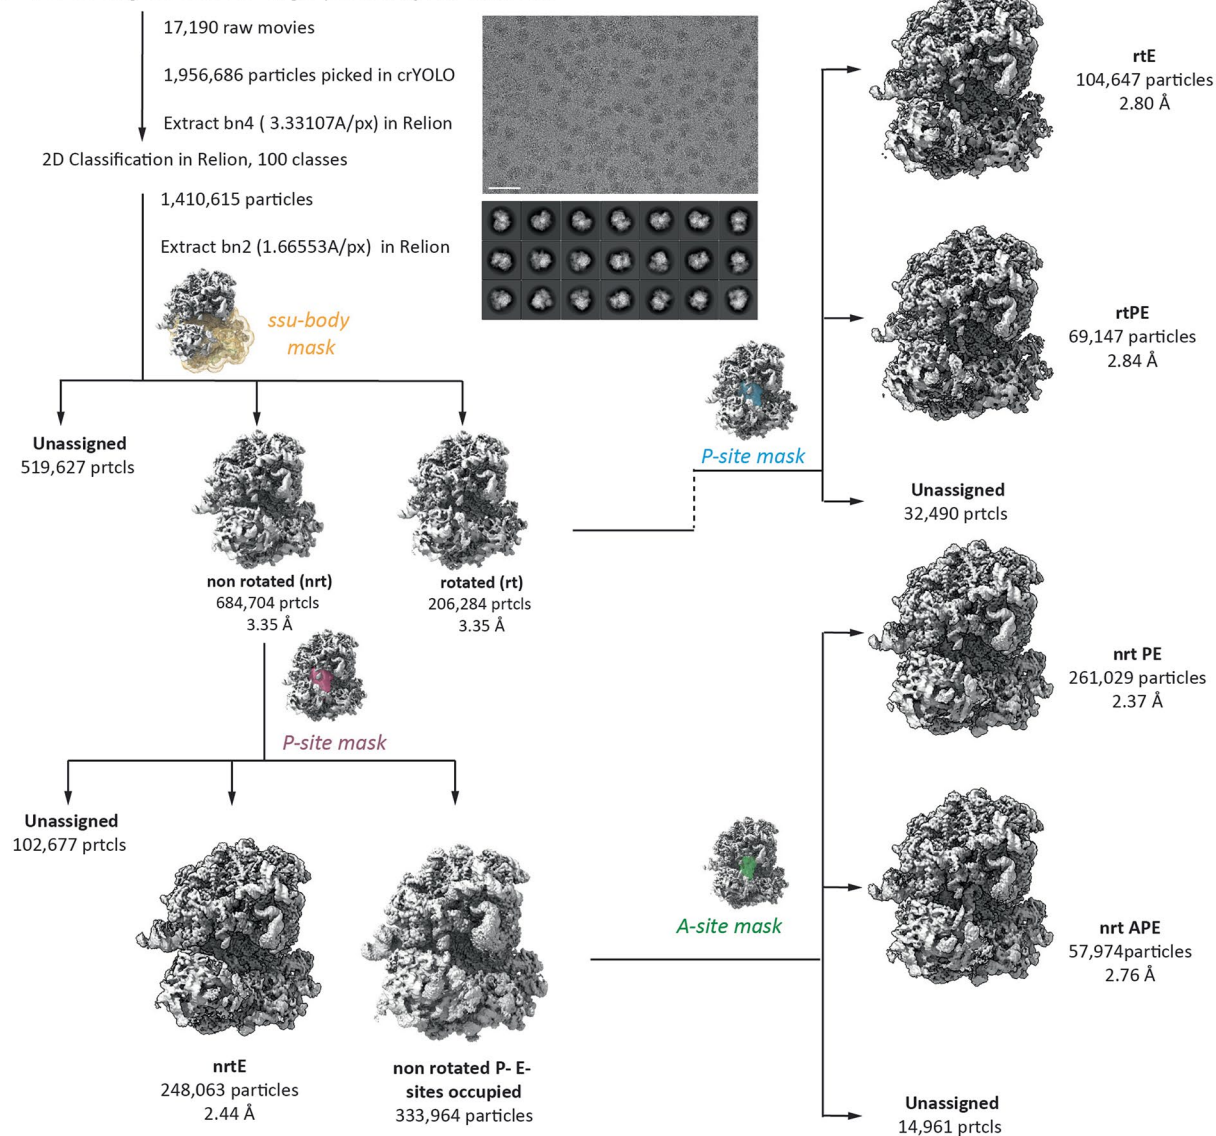 17,190 raw movies
1,956,686 particles picked in crYOLO
Extract bn4 ( 3.33107A/px) in Relion
2D Classification in Relion, 100 classes
1,410,615 particles
Extract bn2 (1.66553A/px)  in Relion
ssu-body
mask
Unassigned
519,627 prtcls
non rotated (nrt)
684,704 prtcls
3.35 Å
rotated (rt)
206,284 prtcls
3.35 Å
P-site mask
rtE
104,647 particles
2.80 Å
rtPE
69,147 particles
2.84 Å
Unassigned
32,490 prtcls
P-site mask
Unassigned
102,677 prtcls
nrtE
248,063 particles
2.44 Å
non rotated P- E-
sites occupied
333,964 particles
A-site mask
nrt PE
261,029 particles
2.37 Å
nrt APE
57,974particles
2.76 Å
Unassigned
14,961 prtcls